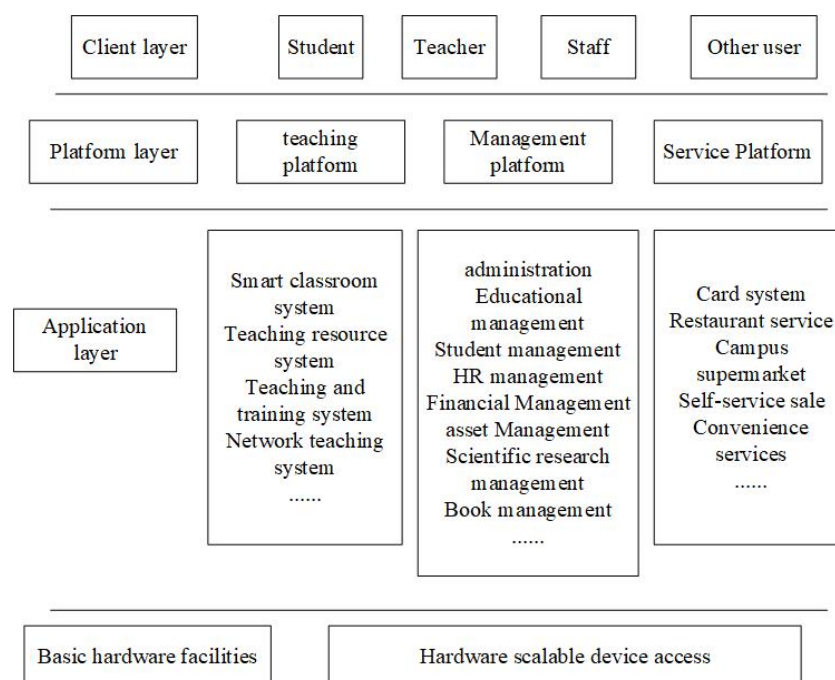 Client layer
Student
Teacher
Staff
Other user
Platform layer
teaching
platform
Management
platform
Service Platform
Application
layer
Smart classroom
system
Teaching resource
system
Teaching and
training system
Network teaching
system
......
administration
Educational
management
Student management
HR management
Financial Management
asset Management
Scientific research
management
Book management
......
Card system
Restaurant service
Campus
supermarket
Self-service sale
Convenience
services
......
Basic hardware facilities
Hardware scalable device access